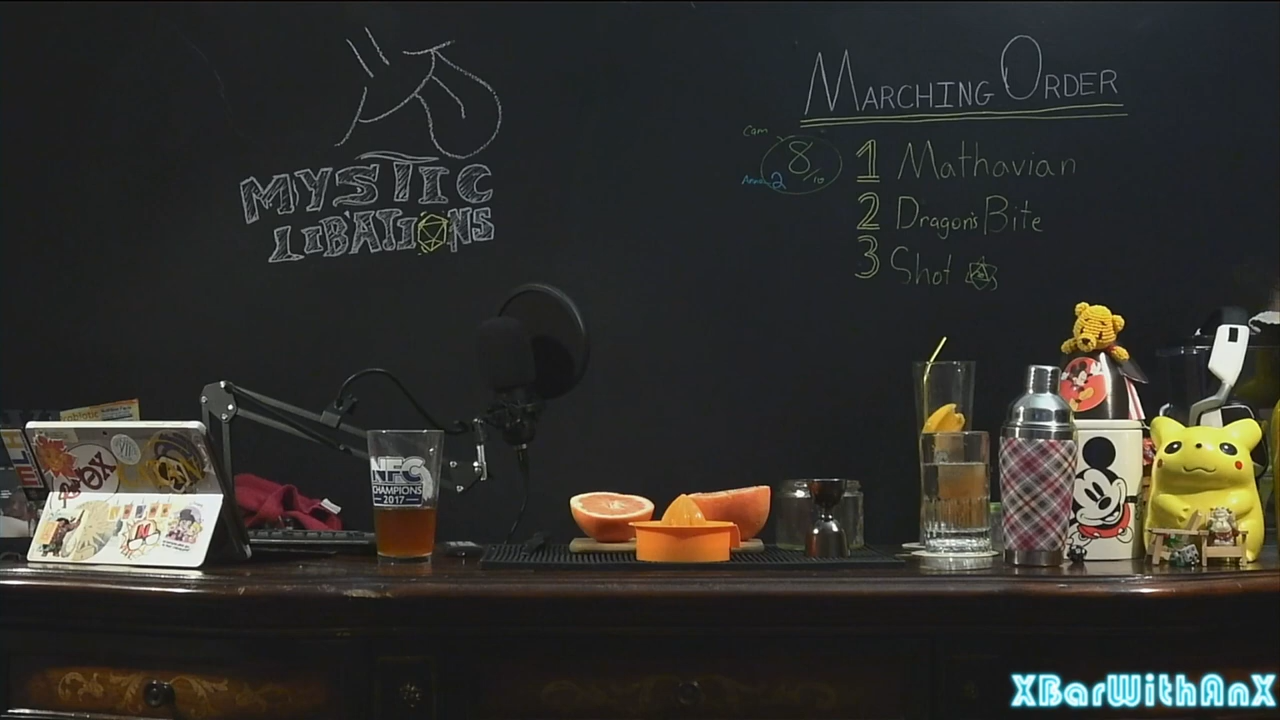 MYSTIC
LIBATIONS
MARCHING ORDER
Cam
8/10
2
1 Mathavian
2 Dragon's Bite
3 Shot
NFC
CHAMPIONS
2017
XBarWithAnX